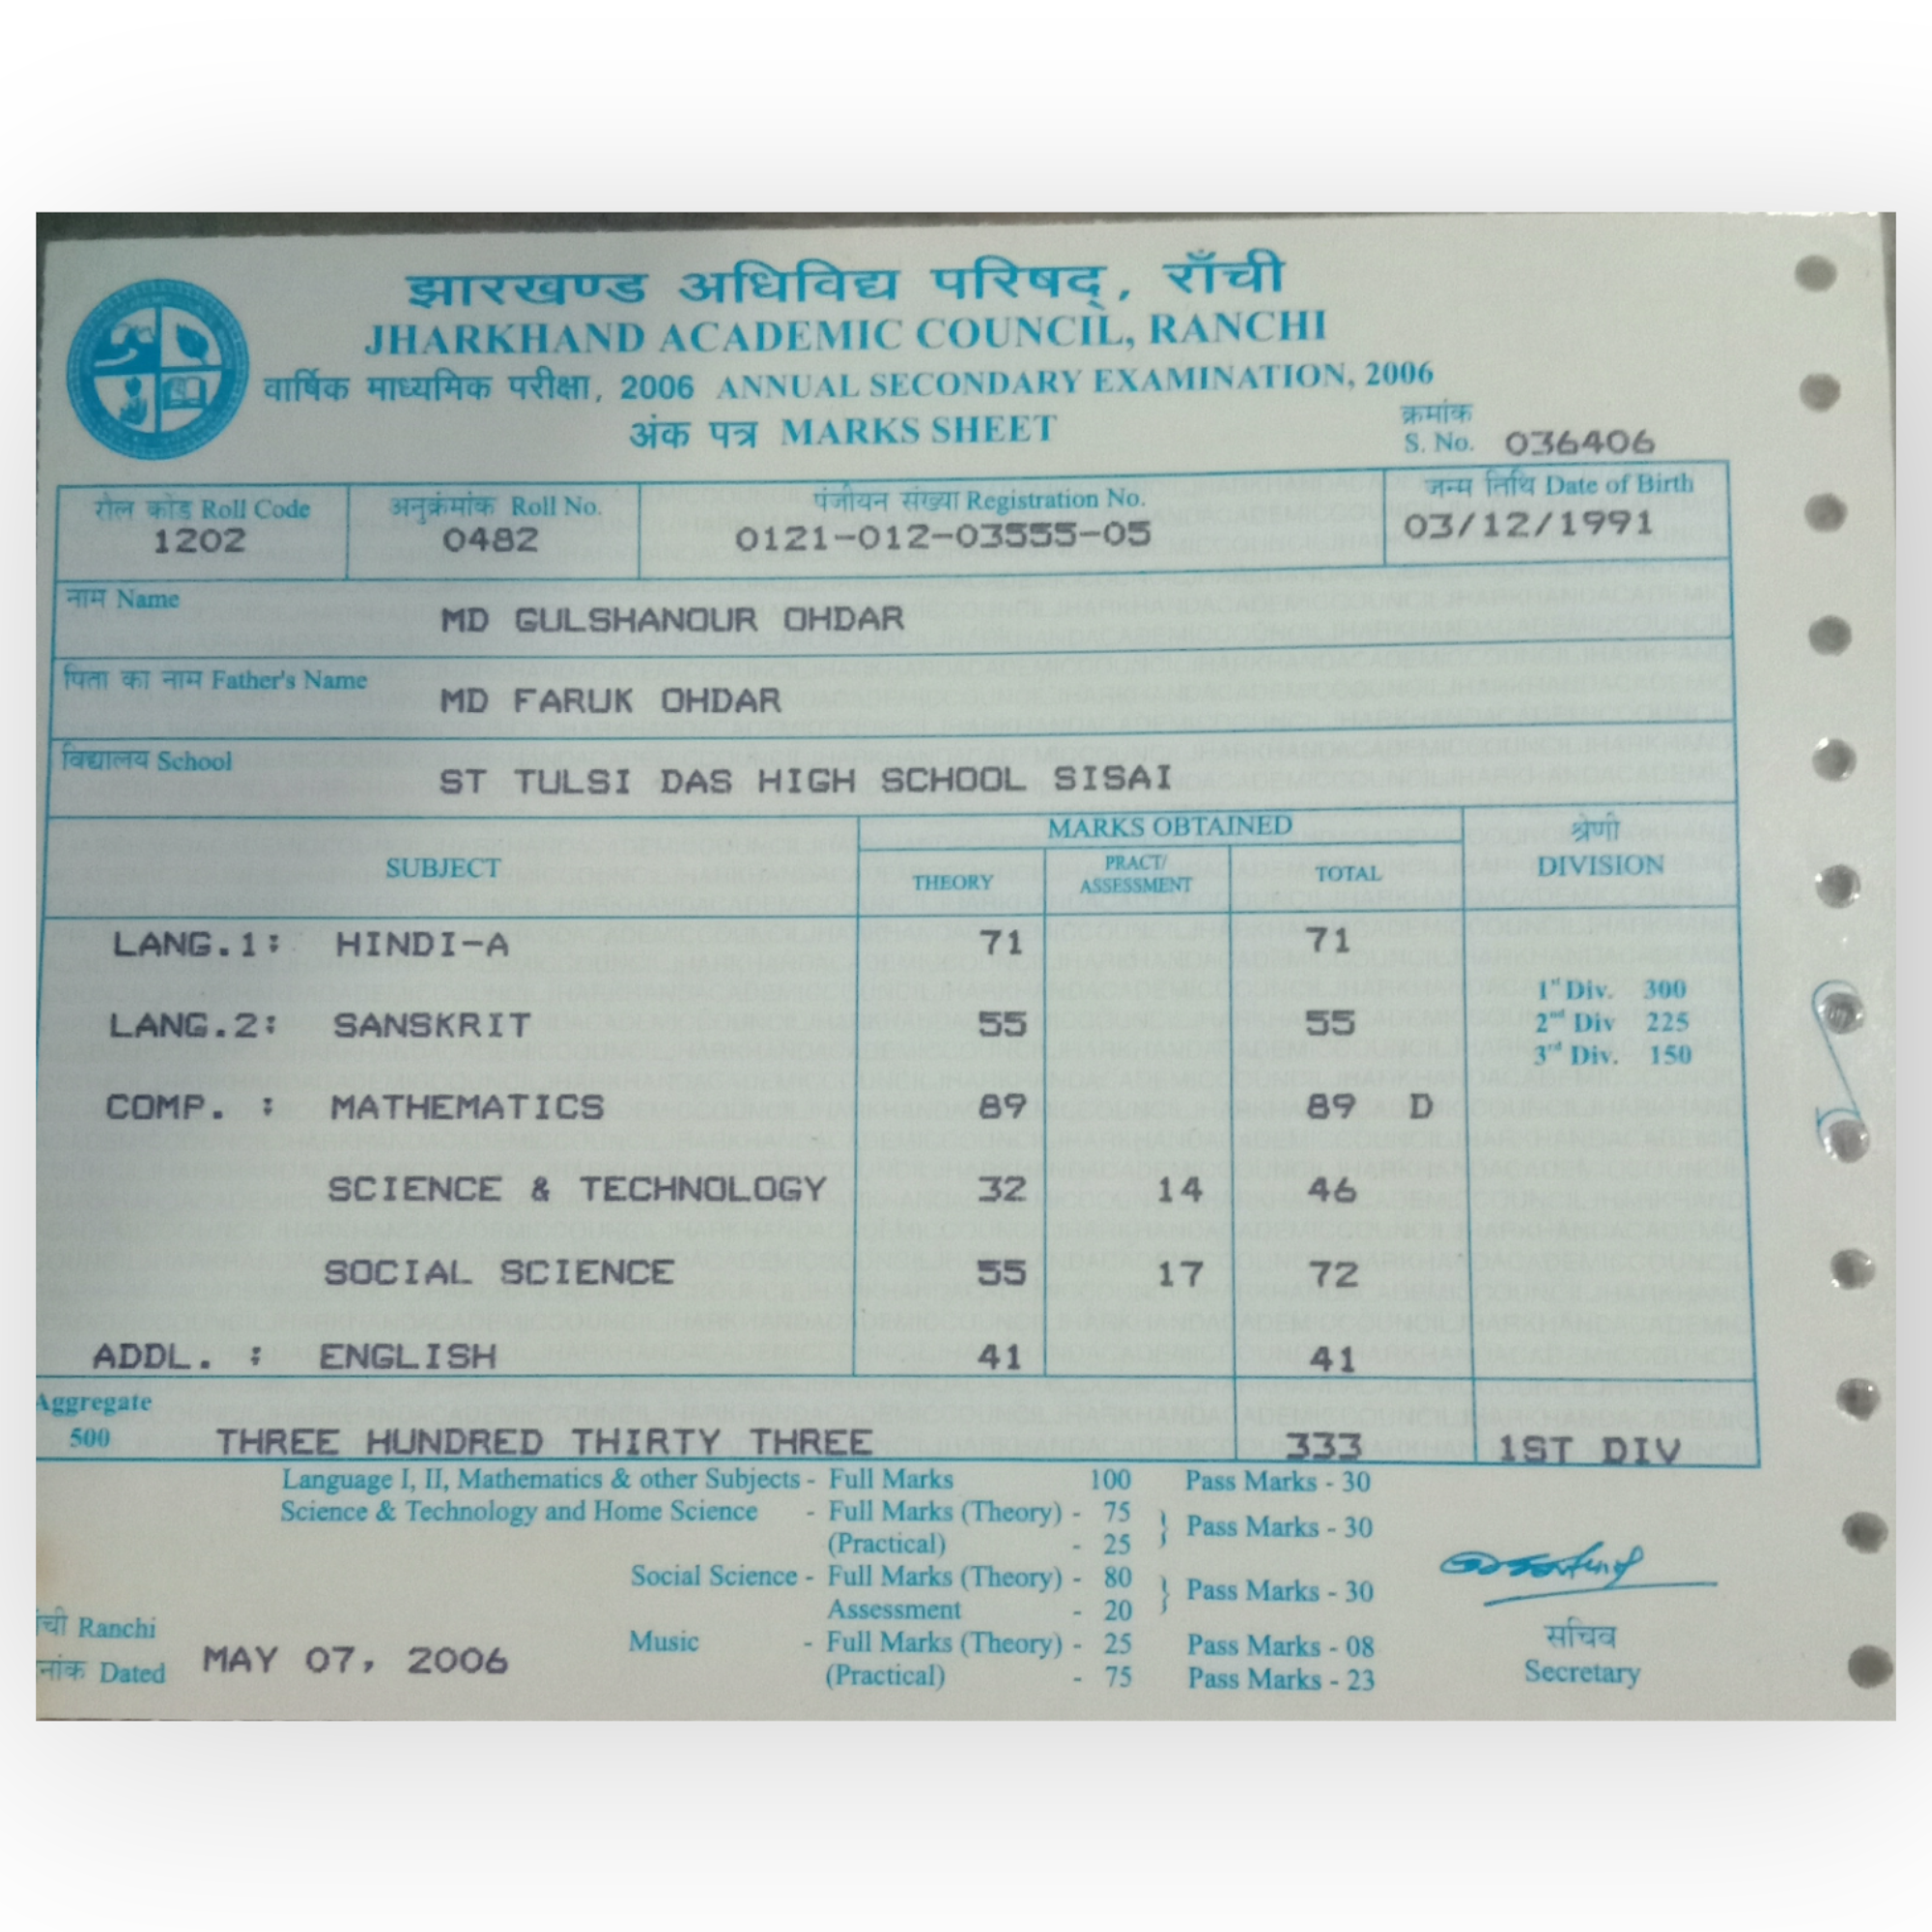 झारखण्ड अधिविद्य परिषद्, राँची
JHARKHAND ACADEMIC COUNCIL, RANCHI
वार्षिक माध्यमिक परीक्षा, 2006 ANNUAL SECONDARY EXAMINATION, 2006
अंक पत्र MARKS SHEET
क्रमांक
S. No. 036406
रोल कोड Roll Code अनुक्रमांक Roll No. पंजीयन संख्या Registration No. जन्म तिथि Date of Birth
1202 0482 0121-012-03555-05 03/12/1991
नाम Name MD GULSHANOUR OHDAR
पिता का नाम Father's Name MD FARUK OHDAR
विद्यालय School ST TULSI DAS HIGH SCHOOL SISAI
SUBJECT MARKS OBTAINED श्रेणी
THEORY PRACT/ ASSESSMENT TOTAL DIVISION
LANG.1: HINDI-A 71 71
1st Div. 300
LANG.2: SANSKRIT 55 55 2nd Div 225
3rd Div. 150
COMP. : MATHEMATICS 89 89 D
SCIENCE & TECHNOLOGY 32 14 46
SOCIAL SCIENCE 55 17 72
ADDL. : ENGLISH 41 41
Aggregate
500 THREE HUNDRED THIRTY THREE 333 1ST DIV
Language I, II, Mathematics & other Subjects - Full Marks 100 Pass Marks - 30
Science & Technology and Home Science - Full Marks (Theory) - 75 } Pass Marks - 30
(Practical) - 25
Social Science - Full Marks (Theory) - 80 } Pass Marks - 30
Assessment - 20
Music - Full Marks (Theory) - 25 Pass Marks - 08
(Practical) - 75 Pass Marks - 23
Ranchi
Dated MAY 07, 2006
सचिव
Secretary